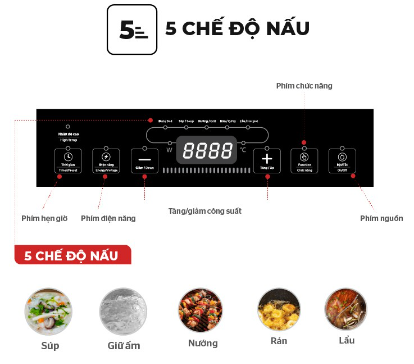 5
5 CHẾ ĐỘ NẤU
Phím chức năng
8888
W
°C
Phím hẹn giờ
Phím điện năng
Tăng/giảm công suất
Phím nguồn
5 CHẾ ĐỘ NẤU
Súp
Giữ ấm
Nướng
Rán
Lẩu